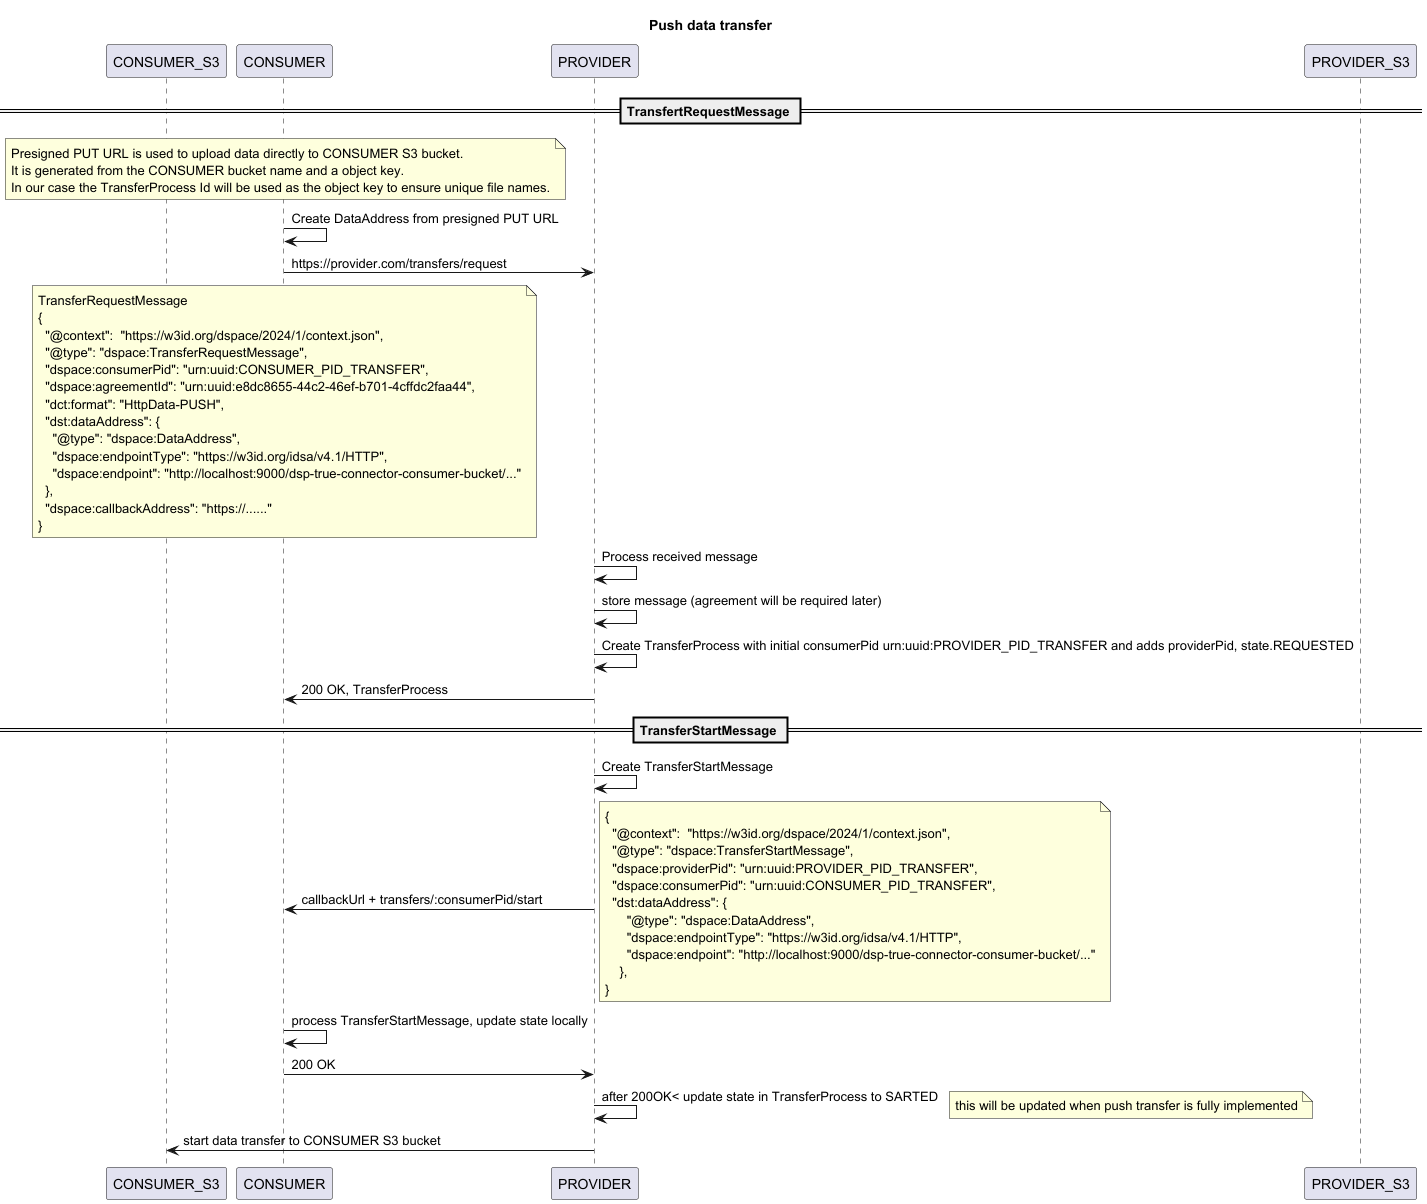 Push data transfer
CONSUMER_S3
CONSUMER
PROVIDER
PROVIDER_S3
TransfertRequestMessage
Presigned PUT URL is used to upload data directly to CONSUMER S3 bucket.
It is generated from the CONSUMER bucket name and a object key.
In our case the TransferProcess Id will be used as the object key to ensure unique file names.
Create DataAddress from presigned PUT URL
https://provider.com/transfers/request
TransferRequestMessage
{
"@context":  "https://w3id.org/dspace/2024/1/context.json",
"@type": "dspace:TransferRequestMessage",
"dspace:consumerPid": "urn:uuid:CONSUMER_PID_TRANSFER",
"dspace:agreementId": "urn:uuid:e8dc8655-44c2-46ef-b701-4cffdc2faa44",
"dct:format": "HttpData-PUSH",
"dst:dataAddress": {
"@type": "dspace:DataAddress",
"dspace:endpointType": "https://w3id.org/idsa/v4.1/HTTP",
"dspace:endpoint": "http://localhost:9000/dsp-true-connector-consumer-bucket/..."
},
"dspace:callbackAddress": "https://......"
}
Process received message
store message (agreement will be required later)
Create TransferProcess with initial consumerPid urn:uuid:PROVIDER_PID_TRANSFER and adds providerPid, state.REQUESTED
200 OK, TransferProcess
TransferStartMessage
Create TransferStartMessage
{
"@context":  "https://w3id.org/dspace/2024/1/context.json",
"@type": "dspace:TransferStartMessage",
"dspace:providerPid": "urn:uuid:PROVIDER_PID_TRANSFER",
"dspace:consumerPid": "urn:uuid:CONSUMER_PID_TRANSFER",
"dst:dataAddress": {
"@type": "dspace:DataAddress",
"dspace:endpointType": "https://w3id.org/idsa/v4.1/HTTP",
"dspace:endpoint": "http://localhost:9000/dsp-true-connector-consumer-bucket/..."
},
}
callbackUrl + transfers/:consumerPid/start
process TransferStartMessage, update state locally
200 OK
after 200OK< update state in TransferProcess to SARTED
this will be updated when push transfer is fully implemented
start data transfer to CONSUMER S3 bucket
CONSUMER_S3
CONSUMER
PROVIDER
PROVIDER_S3